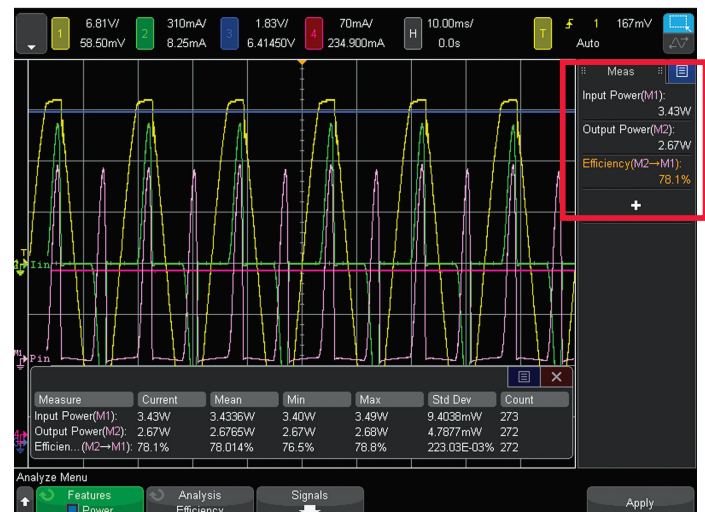 1 6.81V/ 2 310mA/ 3 1.83V/ 4 70mA/ H 10.00ms/ T 1 167mV
58.50mV 8.25mA 6.41450V 234.900mA 0.0s Auto
Meas
Input Power(M1):
3.43W
Output Power(M2):
2.67W
Efficiency(M2→M1):
78.1%
+
T
Iin
M1 Pin
Measure Current Mean Min Max Std Dev Count
Input Power(M1): 3.43W 3.4336W 3.40W 3.49W 9.4038mW 273
Output Power(M2): 2.67W 2.6765W 2.67W 2.68W 4.7877mW 272
Efficien...(M2→M1): 78.1% 78.014% 76.5% 78.8% 223.03E-03% 272
Analyze Menu
Features Analysis Signals
Power Efficiency Apply